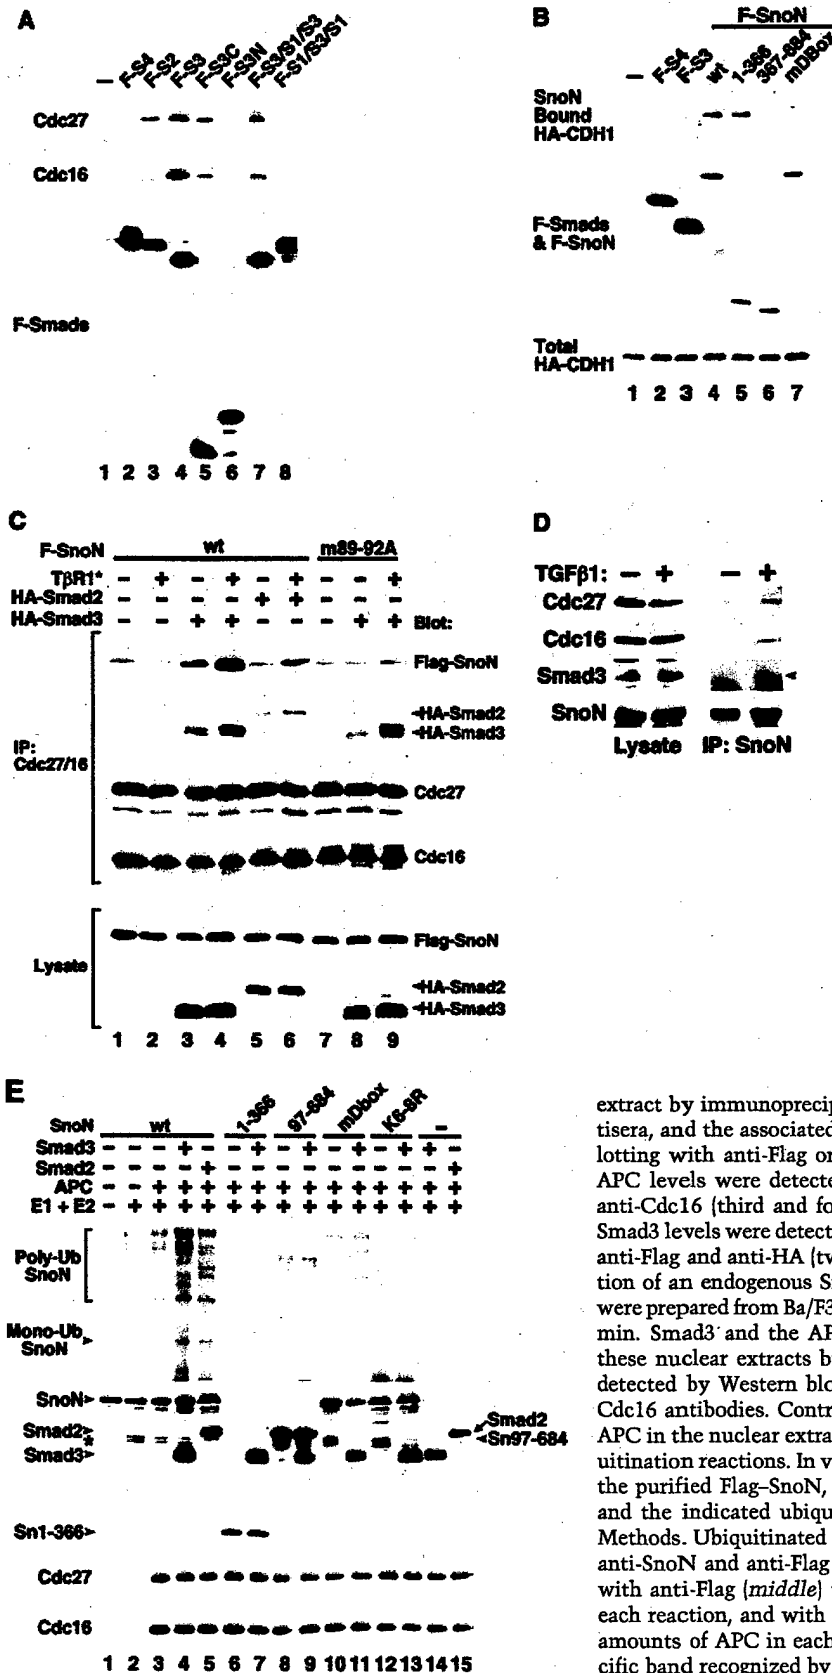 A
— F-S4 F-S2 F-S3 F-S3C F-S3N F-S3/S1/S3 F-S1/S3/S1
Cdc27
Cdc16
F-Smads
1 2 3 4 5 6 7 8
B
F-SnoN
— F-S4 F-S3 wt 1-366 367-684 mDBox
SnoN
Bound
HA-CDH1
F-Smads
& F-SnoN
Total
HA-CDH1
1 2 3 4 5 6 7
C
F-SnoN wt m89-92A
TβR1* – + – + – + – – +
HA-Smad2 – – – – + + – – –
HA-Smad3 – – + + – – – + + Blot:
Flag-SnoN
HA-Smad2
HA-Smad3
IP:
Cdc27/16
Cdc27
Cdc16
Flag-SnoN
Lysate
HA-Smad2
HA-Smad3
1 2 3 4 5 6 7 8 9
D
TGFβ1: – + – +
Cdc27
Cdc16
Smad3
SnoN
Lysate IP: SnoN
E
SnoN wt 1-366 97-684 mDbox K6-8R –
Smad3 – – – + – – + – + – + – + + –
Smad2 – – – – + – – – – – – – – – +
APC – – + + + + + + + + + + + + +
E1 + E2 – + + + + + + + + + + + + + +
Poly-Ub
SnoN
Mono-Ub
SnoN
SnoN
Smad2
*
Smad3
Smad2
Sn97-684
Sn1-366
Cdc27
Cdc16
1 2 3 4 5 6 7 8 9 10 11 12 13 14 15
extract by immunoprecip
tisera, and the associated
lotting with anti-Flag or
APC levels were detecte
anti-Cdc16 (third and fo
Smad3 levels were detect
anti-Flag and anti-HA (tw
tion of an endogenous S
were prepared from Ba/F3
min. Smad3 and the AP
these nuclear extracts b
detected by Western blo
Cdc16 antibodies. Contr
APC in the nuclear extra
uitination reactions. In v
the purified Flag–SnoN,
and the indicated ubiqu
Methods. Ubiquitinated
anti-SnoN and anti-Flag
with anti-Flag (middle)
each reaction, and with
amounts of APC in each
cific band recognized by